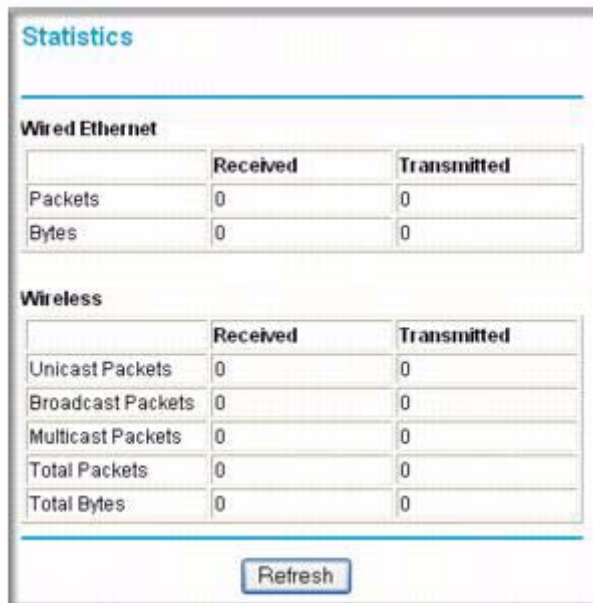 Statistics
Wired Ethernet
Received Transmitted
Packets 0 0
Bytes 0 0
Wireless
Received Transmitted
Unicast Packets 0 0
Broadcast Packets 0 0
Multicast Packets 0 0
Total Packets 0 0
Total Bytes 0 0
Refresh